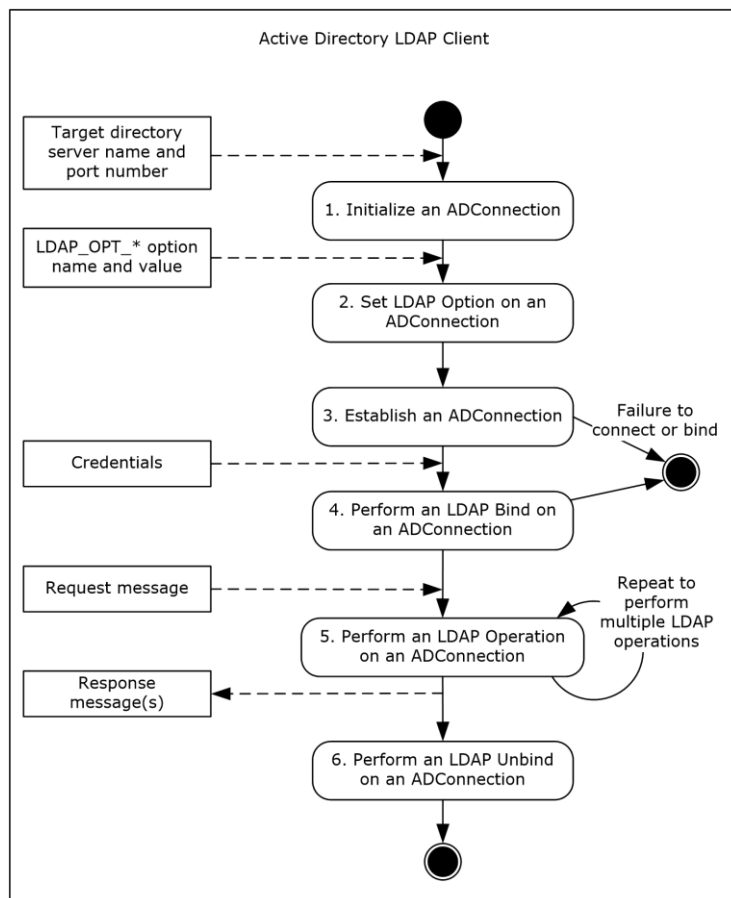 Active Directory LDAP Client
Target directory
server name and
port number
1. Initialize an ADConnection
LDAP_OPT_* option
name and value
2. Set LDAP Option on an
ADConnection
3. Establish an ADConnection
Failure to
connect or bind
Credentials
4. Perform an LDAP Bind on
an ADConnection
Request message
Repeat to
perform
multiple LDAP
operations
5. Perform an LDAP Operation
on an ADConnection
Response
message(s)
6. Perform an LDAP Unbind
on an ADConnection